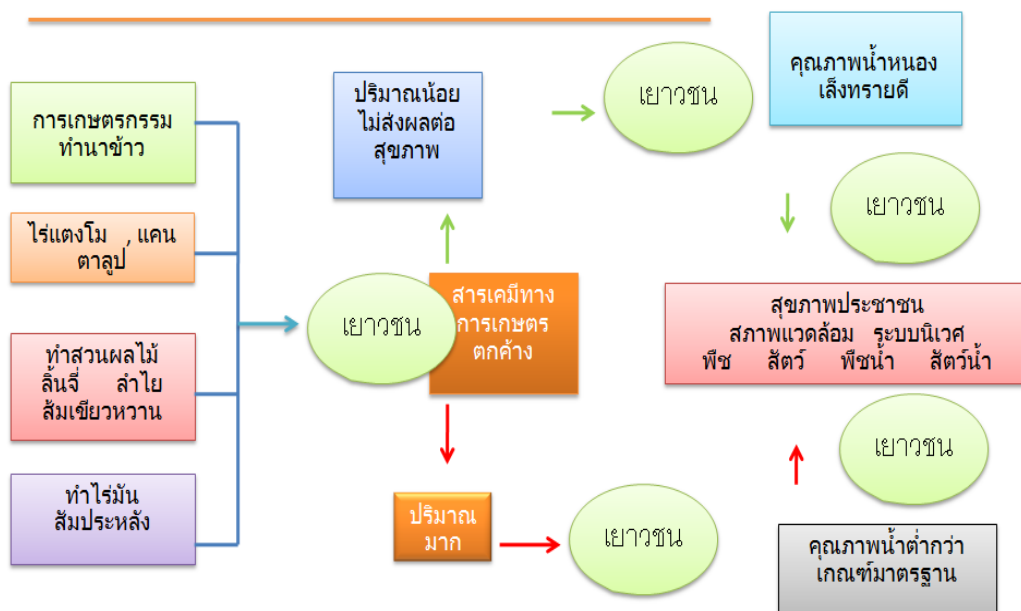 การเกษตรกรรม
ทำนาข้าว
ไร่แตงโม , แคน
ตาลูป
ทำสวนผลไม้
ลิ้นจี่ ลำไย
ส้มเขียวหวาน
ทำไร่มัน
สัมประหลัง
เยาวชน
สารเคมีทาง
การเกษตร
ตกค้าง
ปริมาณน้อย
ไม่ส่งผลต่อ
สุขภาพ
เยาวชน
คุณภาพน้ำหนอง
เล็งทรายดี
เยาวชน
สุขภาพประชาชน
สภาพแวดล้อม ระบบนิเวศ
พืช สัตว์ พืชน้ำ สัตว์น้ำ
ปริมาณ
มาก
เยาวชน
เยาวชน
คุณภาพน้ำต่ำกว่า
เกณฑ์มาตรฐาน